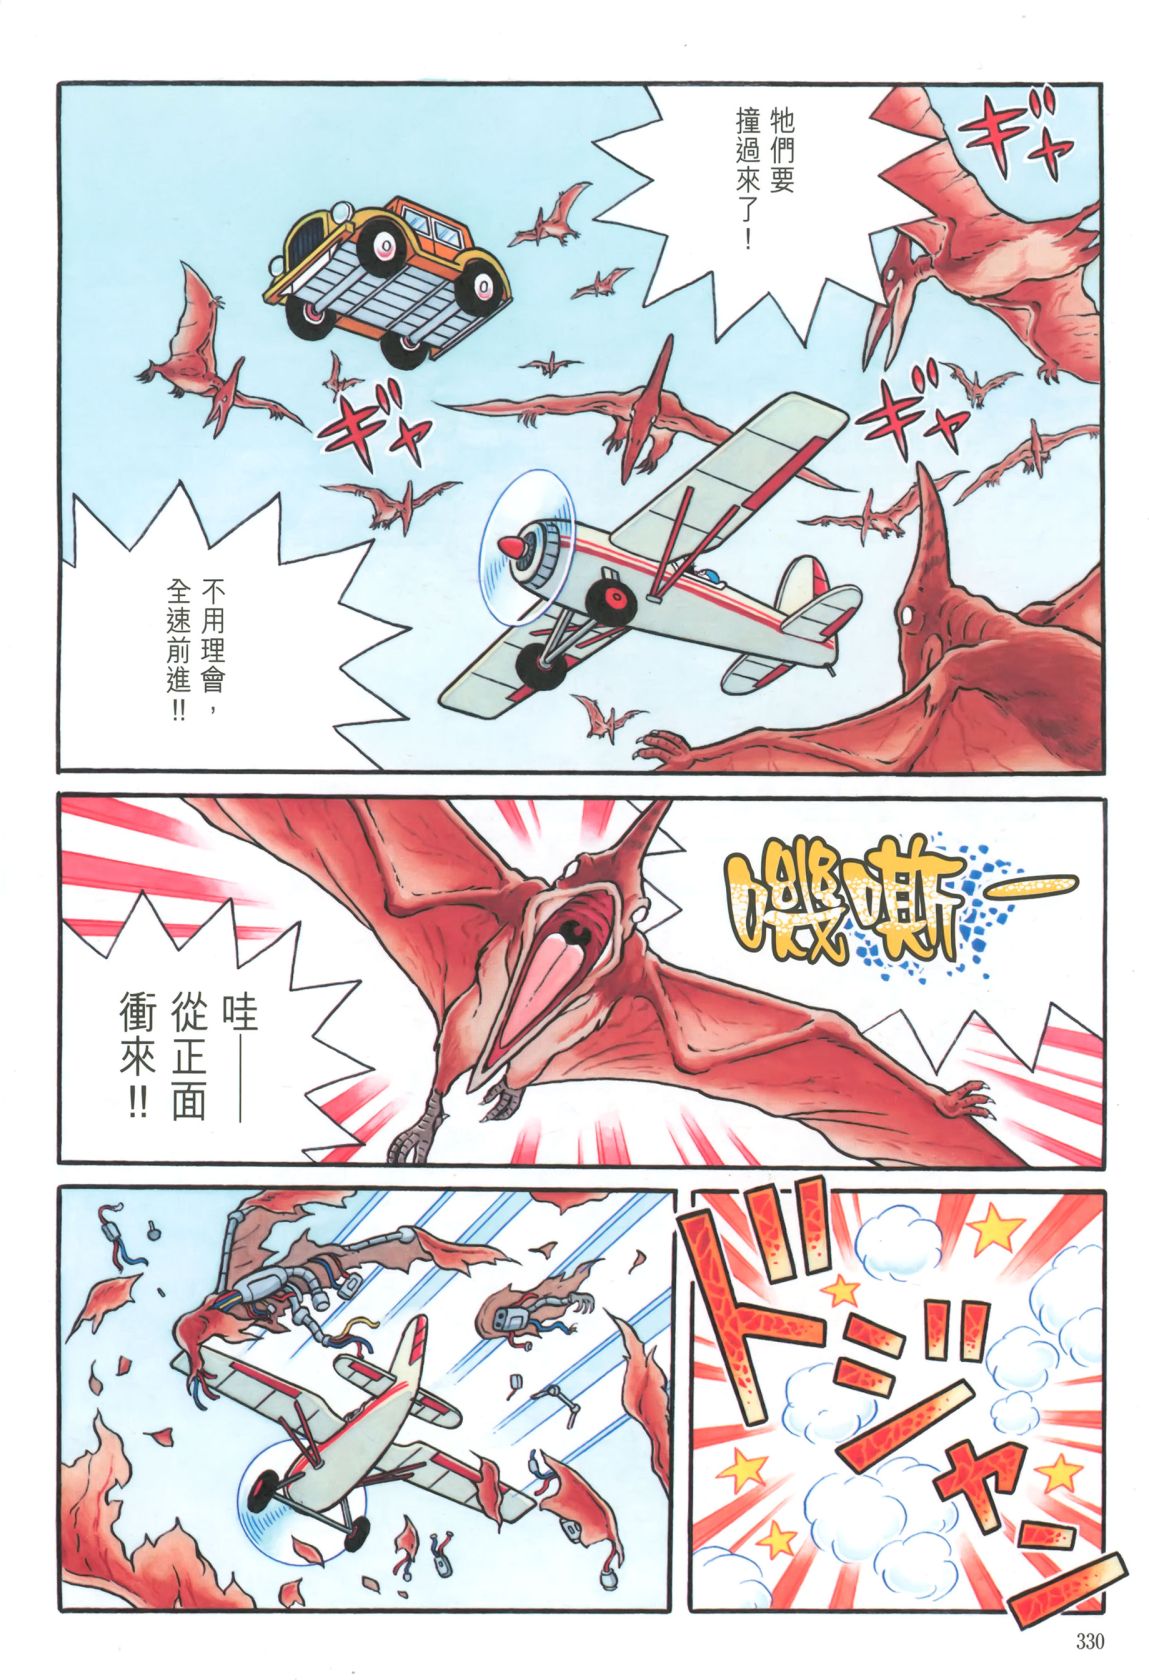 ギャ
牠們要
撞過來了!
ギャ
ギャ
不用理會,
全速前進!!
嘰嘶—
哇——
從正面
衝來!!
ドジャーン
330